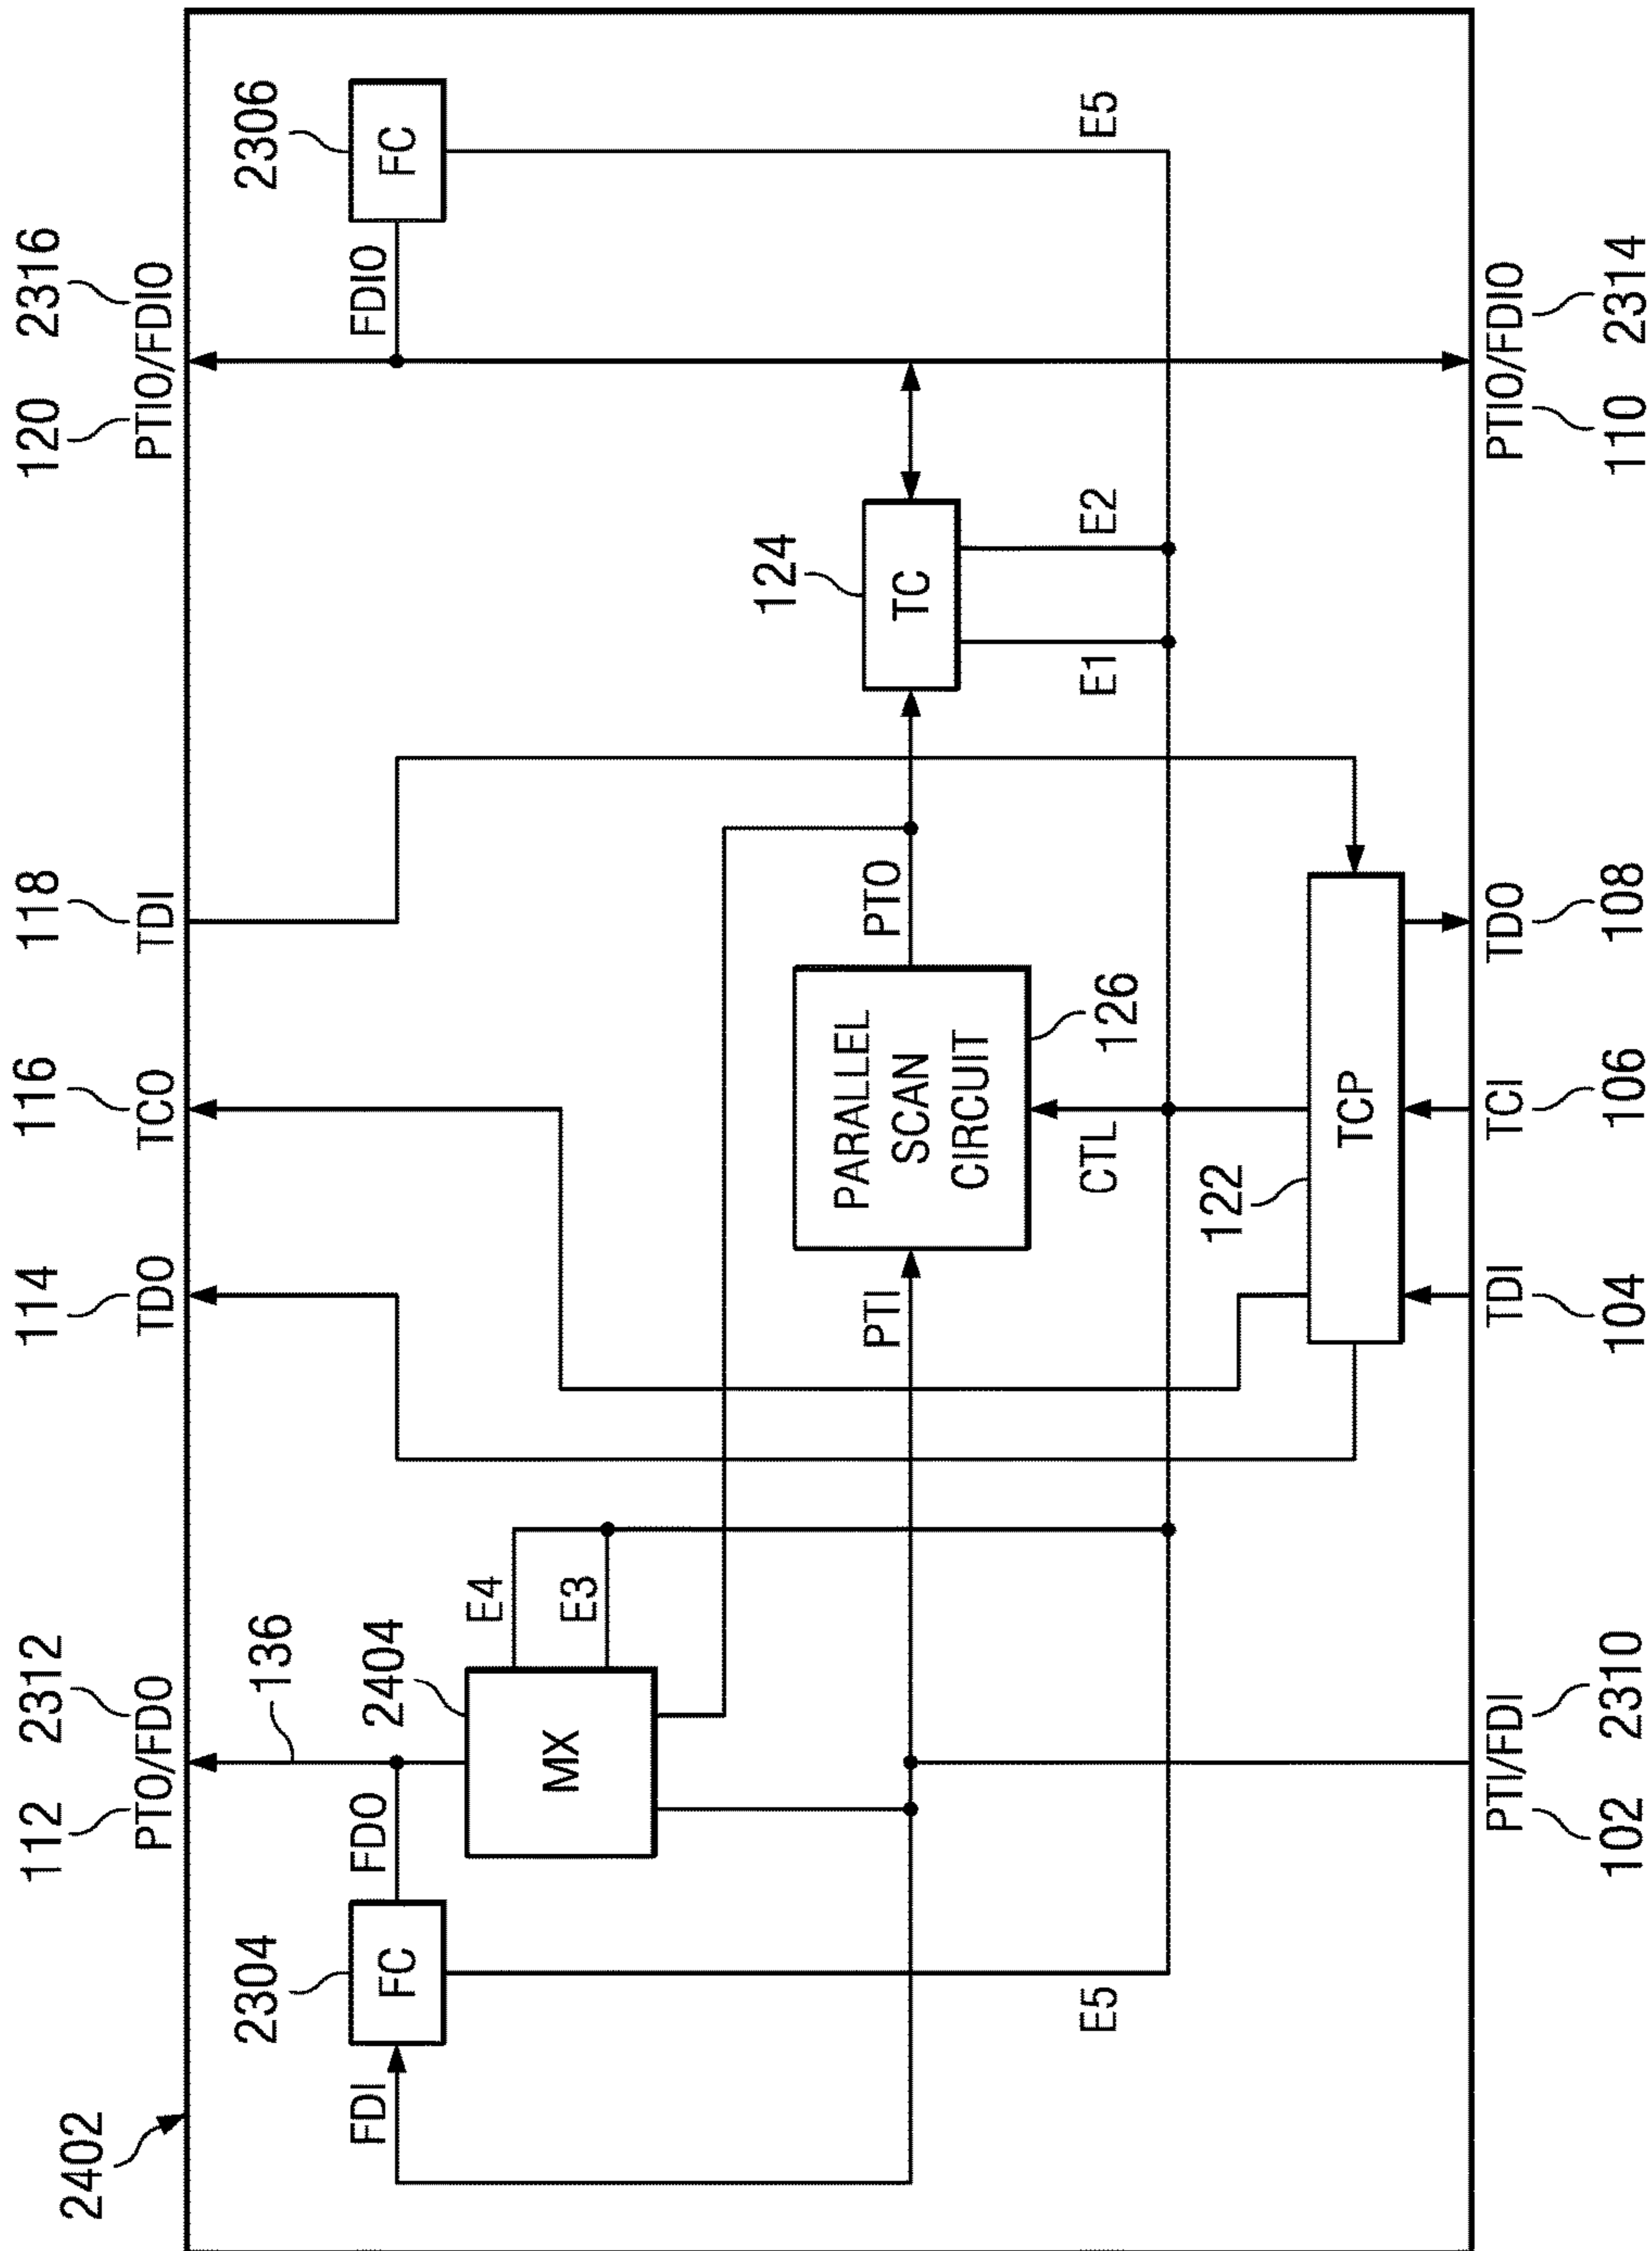 2402
112 2312
PTO/FDO
114
TDO
116
TCO
118
TDI
120 2316
PTIO/FDIO
136
2304
FC
FDI
FDO
2404
MX
E4
E3
2306
FC
FDIO
124
TC
E1
E2
PTI
PARALLEL
SCAN
CIRCUIT
126
PTO
CTL
E5
E5
122
TCP
PTI/FDI
102 2310
TDI
104
TCI
106
TDO
108
PTIO/FDIO
110 2314